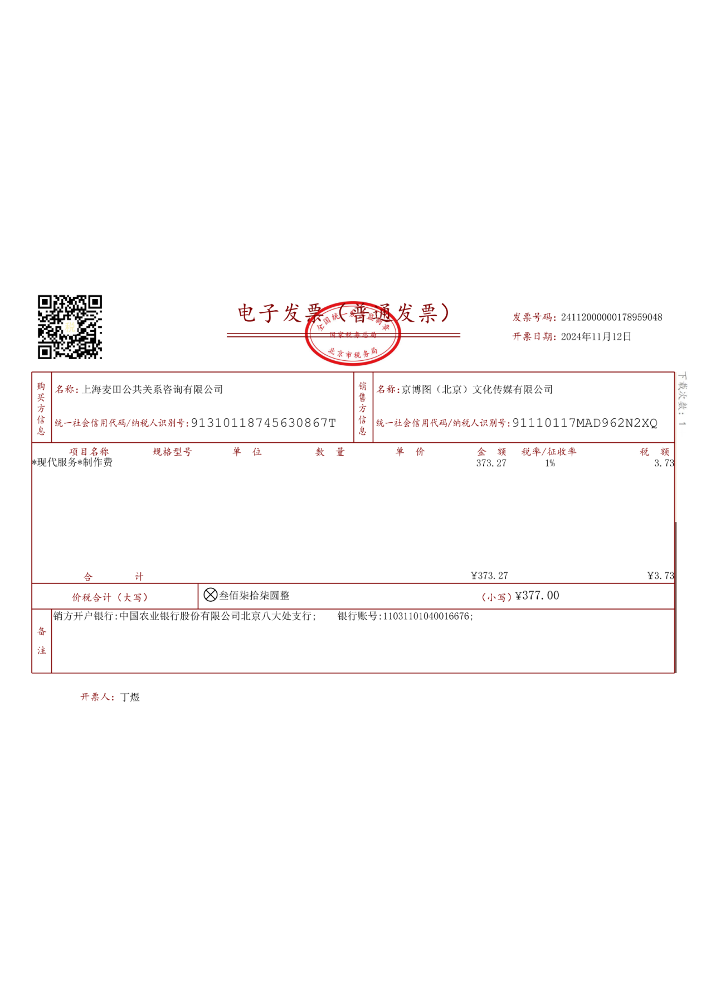 电子发票（普通发票）
全国统一发票监制章
国家税务总局
北京市税务局
税
发票号码：24112000000178959048
开票日期：2024年11月12日
下载次数：1
购买方信息
名称：上海麦田公共关系咨询有限公司
统一社会信用代码/纳税人识别号：91310118745630867T
销售方信息
名称：京博图（北京）文化传媒有限公司
统一社会信用代码/纳税人识别号：91110117MAD962N2XQ
项目名称 规格型号 单位 数量 单价 金额 税率/征收率 税额
*现代服务*制作费 373.27 1% 3.73
合计 ¥373.27 ¥3.73
价税合计（大写） 叁佰柒拾柒圆整 （小写）¥377.00
备注
销方开户银行:中国农业银行股份有限公司北京八大处支行; 银行账号:11031101040016676;
开票人：丁煜